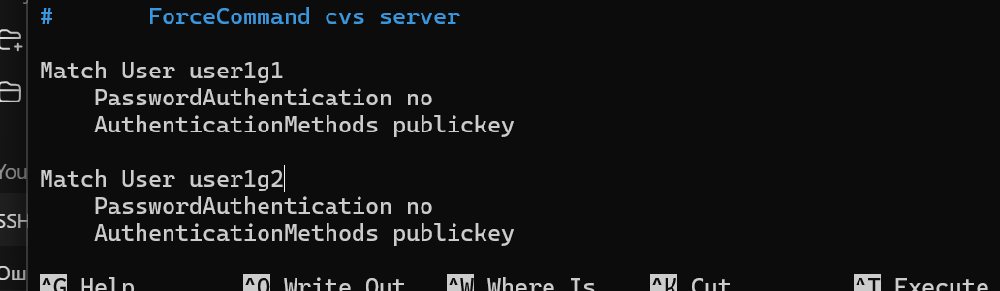 #       ForceCommand cvs server
Match User user1g1
    PasswordAuthentication no
    AuthenticationMethods publickey
You
Match User user1g2
    PasswordAuthentication no
SSH
    AuthenticationMethods publickey
Ош
^G Help        ^O Write Out   ^W Where Is    ^K Cut         ^T Execute